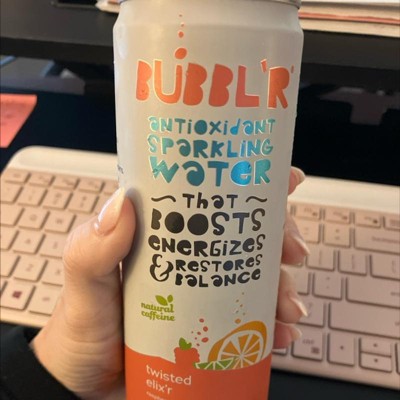 BUBBL'R
ANTIOXIDANT
SPARKLING
WATER
~ THAT ~
BOOSTS
ENERGIZES
& RESTORES
BALANCE
natural
caffeine
twisted
elix'r